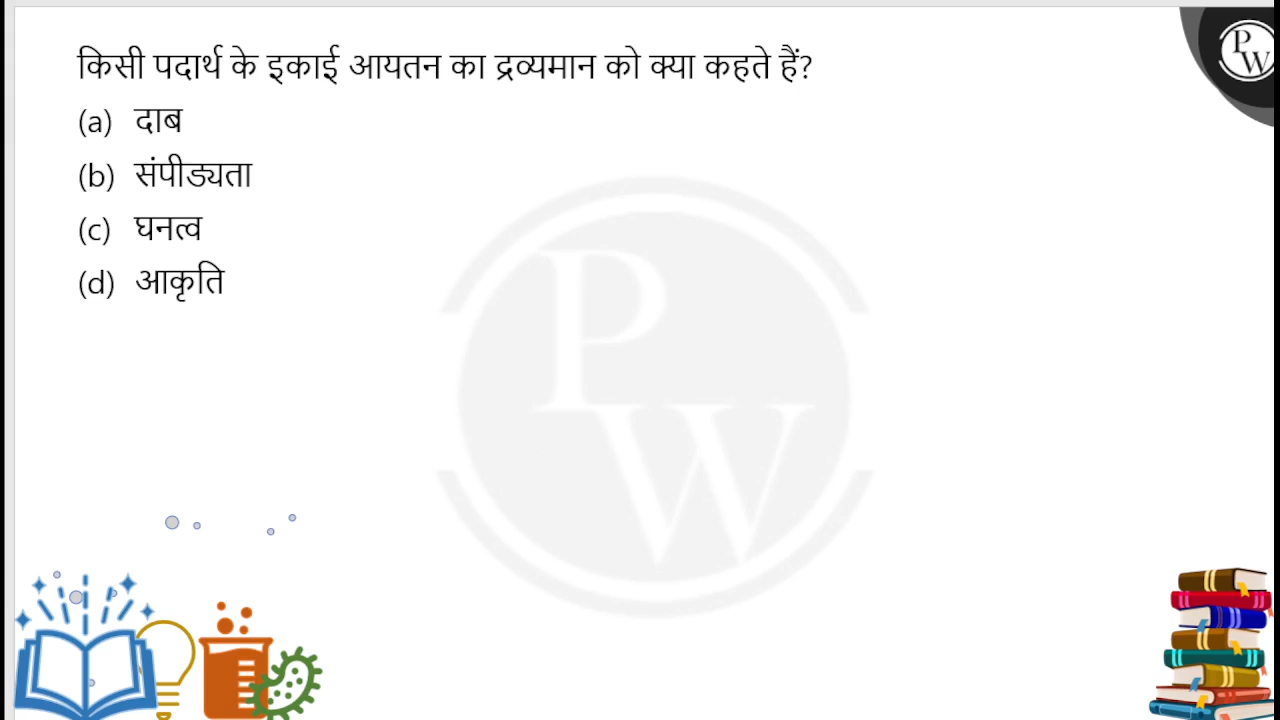 किसी पदार्थ के इकाई आयतन का द्रव्यमान को क्या कहते हैं?
(a) दाब
(b) संपीड्यता
(c) घनत्व
(d) आकृति
P
W
P
W